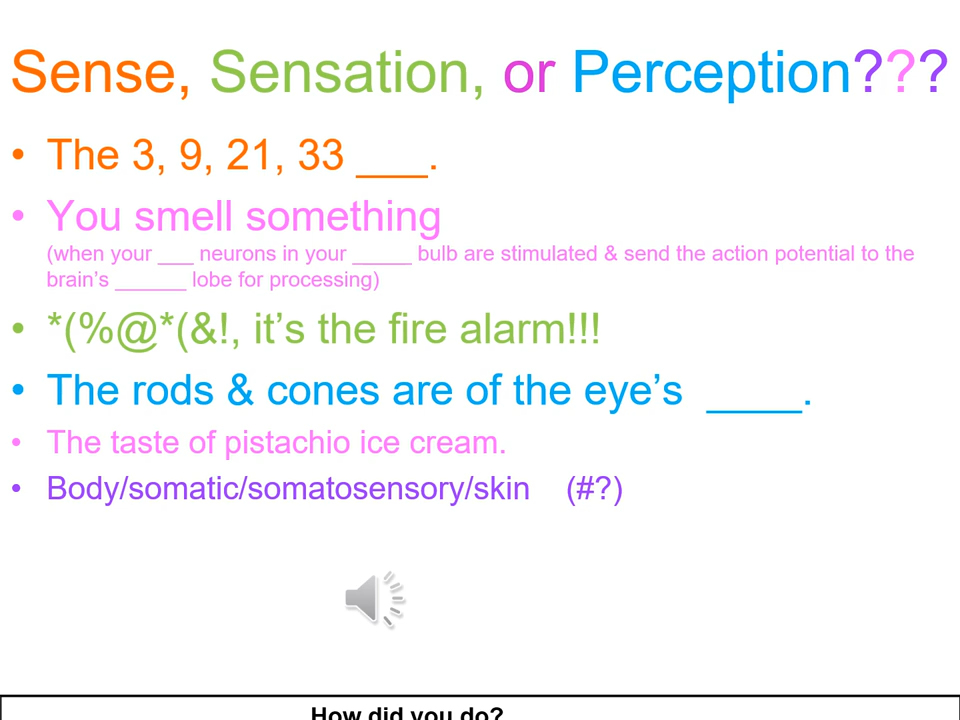 Sense, Sensation, or Perception???
• The 3, 9, 21, 33 ___.
• You smell something
(when your ___ neurons in your _____ bulb are stimulated & send the action potential to the
brain’s ______ lobe for processing)
• *(%@*(&!, it’s the fire alarm!!!
• The rods & cones are of the eye’s ____.
• The taste of pistachio ice cream.
• Body/somatic/somatosensory/skin (#?)
How did you do?